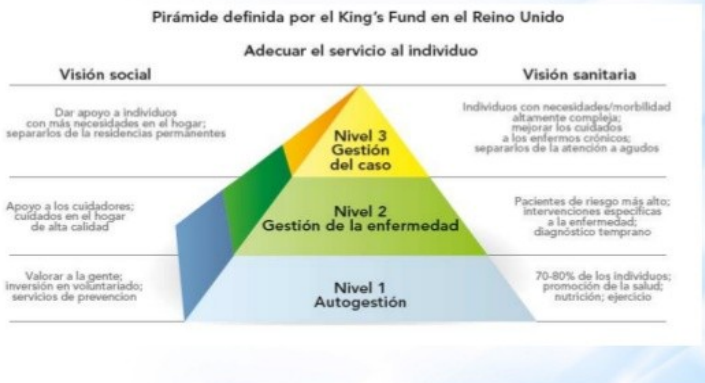 Pirámide definida por el King's Fund en el Reino Unido
Adecuar el servicio al individuo
Visión social
Visión sanitaria
Dar apoyo a individuos
con más necesidades en el hogar;
separarlos de la residencias permanentes
Nivel 3
Gestión
del caso
Individuos con necesidades/morbilidad
altamente compleja;
mejorar los cuidados
a los enfermos crónicos;
separarlos de la atención a agudos
Apoyo a los cuidadores;
cuidados en el hogar
de alta calidad
Nivel 2
Gestión de la enfermedad
Pacientes de riesgo más alto;
intervenciones específicas
a la enfermedad;
diagnóstico temprano
Valorar a la gente;
inversión en voluntariado;
servicios de prevencion
Nivel 1
Autogestión
70-80% de los individuos;
promoción de la salud;
nutrición; ejercicio